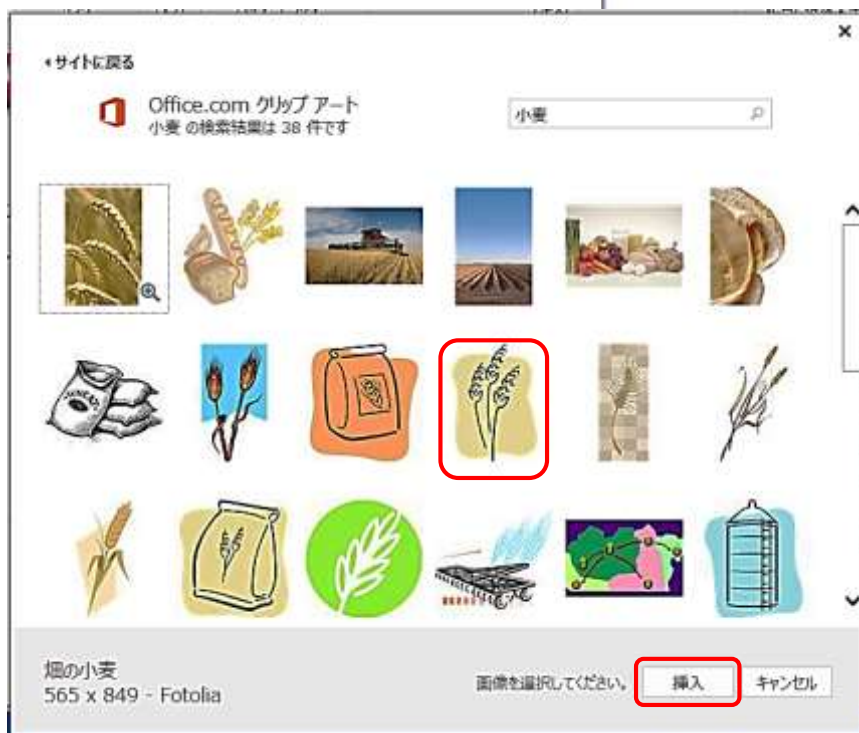 サイトに戻る
Office.com クリップ アート
小麦 の検索結果は 38 件です
小麦
畑の小麦
565 x 849 - Fotolia
画像を選択してください。
挿入
キャンセル